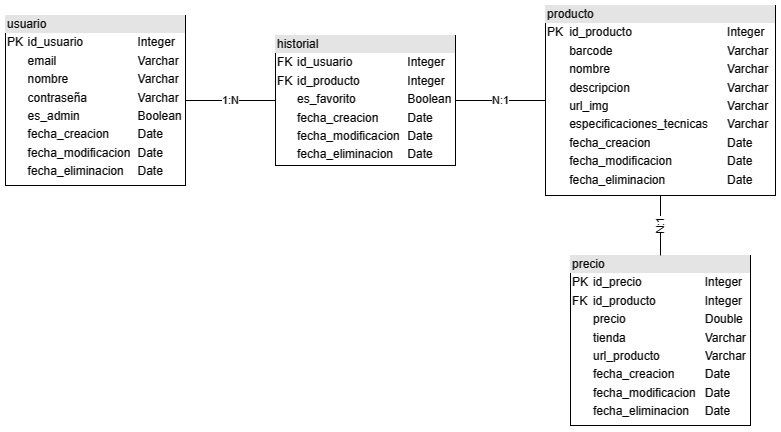 usuario
PK id_usuario Integer
email Varchar
nombre Varchar
contraseña Varchar
es_admin Boolean
fecha_creacion Date
fecha_modificacion Date
fecha_eliminacion Date
1:N
historial
FK id_usuario Integer
FK id_producto Integer
es_favorito Boolean
fecha_creacion Date
fecha_modificacion Date
fecha_eliminacion Date
N:1
producto
PK id_producto Integer
barcode Varchar
nombre Varchar
descripcion Varchar
url_img Varchar
especificaciones_tecnicas Varchar
fecha_creacion Date
fecha_modificacion Date
fecha_eliminacion Date
N:1
precio
PK id_precio Integer
FK id_producto Integer
precio Double
tienda Varchar
url_producto Varchar
fecha_creacion Date
fecha_modificacion Date
fecha_eliminacion Date